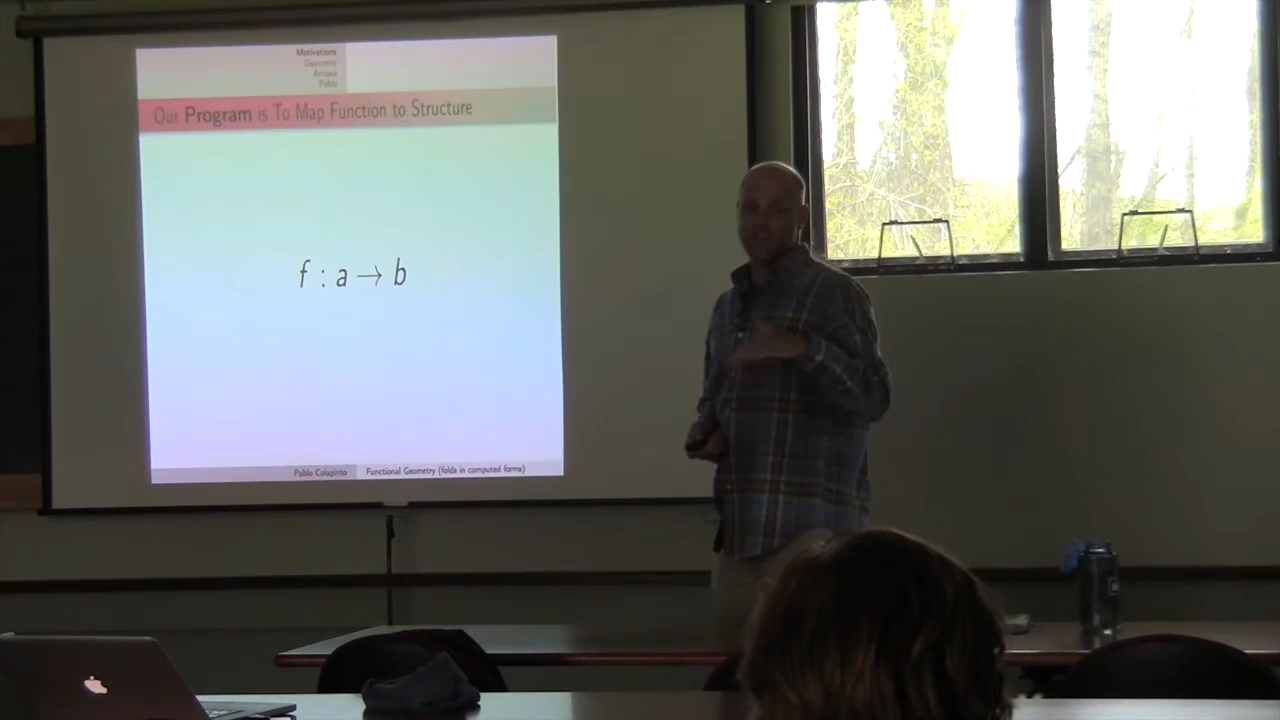 Motivations
Geometry
Arrows
Folds
Our Program is To Map Function to Structure
f : a → b
Pablo Colapinto
Functional Geometry (folds in computed forms)